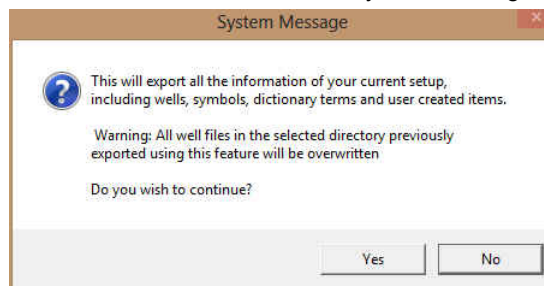 System Message
This will export all the information of your current setup,
including wells, symbols, dictionary terms and user created items.
Warning: All well files in the selected directory previously
exported using this feature will be overwritten
Do you wish to continue?
Yes No